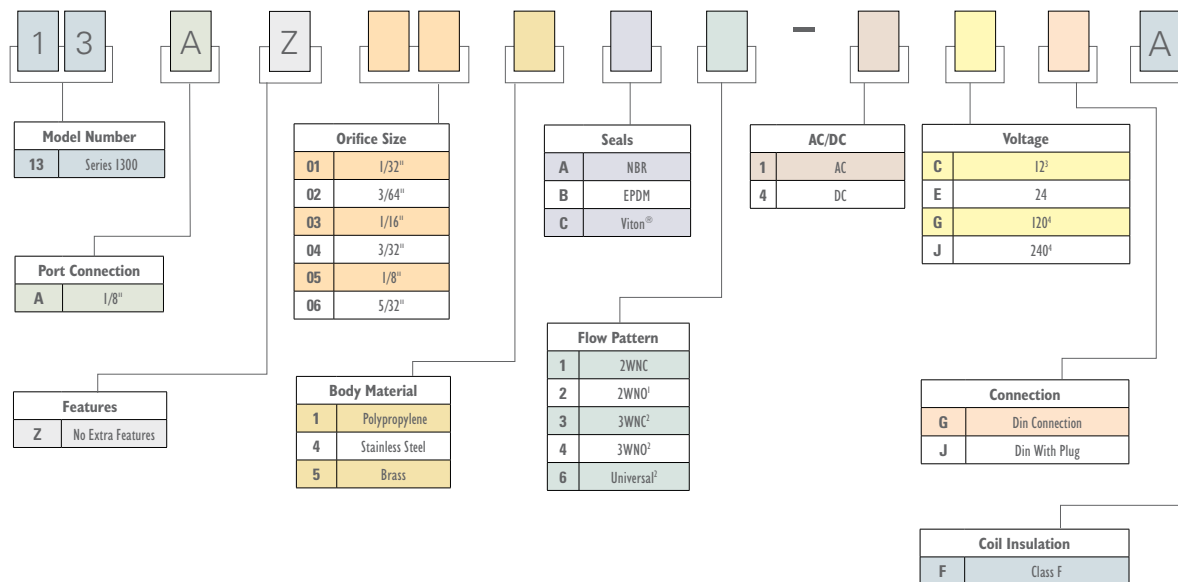 1 3 A Z – A
Model Number
13 Series 1300
Port Connection
A 1/8"
Features
Z No Extra Features
Orifice Size
01 1/32"
02 3/64"
03 1/16"
04 3/32"
05 1/8"
06 5/32"
Body Material
1 Polypropylene
4 Stainless Steel
5 Brass
Seals
A NBR
B EPDM
C Viton®
Flow Pattern
1 2WNC
2 2WNO¹
3 3WNC²
4 3WNO²
6 Universal²
AC/DC
1 AC
4 DC
Voltage
C 12³
E 24
G 120⁴
J 240⁴
Connection
G Din Connection
J Din With Plug
Coil Insulation
F Class F